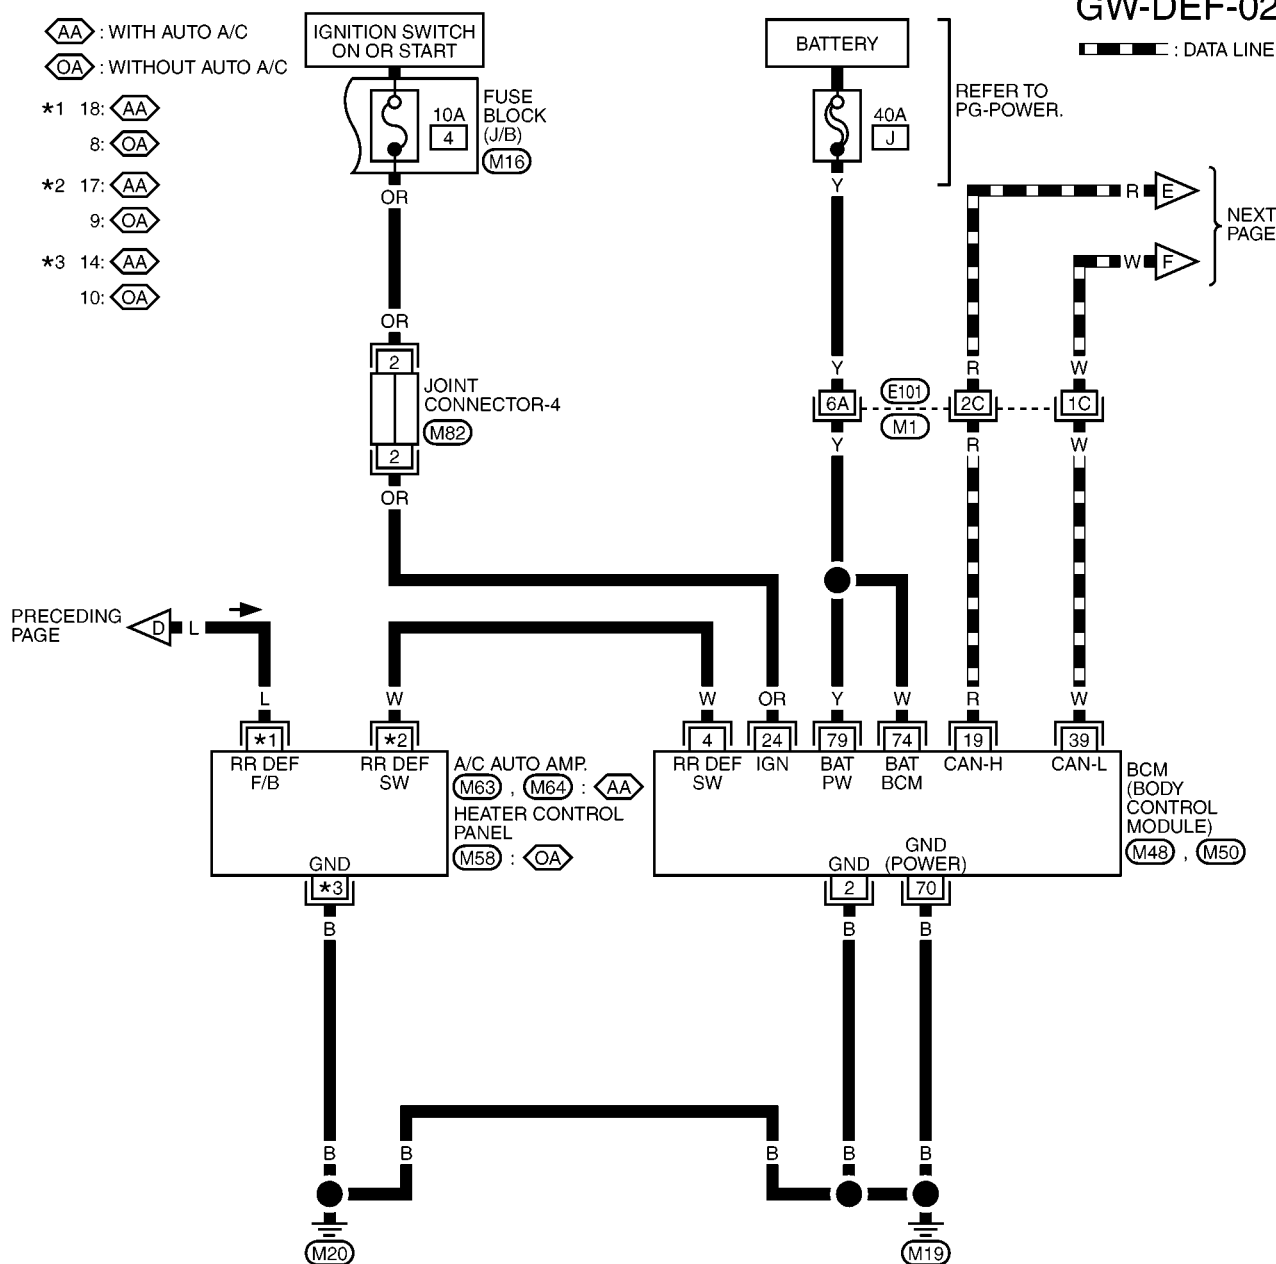 GW-DEF-02
AA : WITH AUTO A/C
OA : WITHOUT AUTO A/C
*1 18: AA
8: OA
*2 17: AA
9: OA
*3 14: AA
10: OA
IGNITION SWITCH
ON OR START
10A
4
FUSE
BLOCK
(J/B)
M16
BATTERY
40A
J
REFER TO
PG-POWER.
: DATA LINE
OR
Y
R E
W F
NEXT
PAGE
OR
2
JOINT
CONNECTOR-4
M82
2
OR
Y R W
6A E101 2C 1C
M1
Y R W
PRECEDING
PAGE
D L
L W W OR Y W R W
*1 *2 4 24 79 74 19 39
RR DEF
F/B
RR DEF
SW
A/C AUTO AMP.
M63 , M64 : AA
HEATER CONTROL
PANEL
M58 : OA
GND
*3
RR DEF
SW
IGN
BAT
PW
BAT
BCM
CAN-H
CAN-L
BCM
(BODY
CONTROL
MODULE)
M48 , M50
GND
GND
(POWER)
2 70
B B B
B B B B B
M20 M19